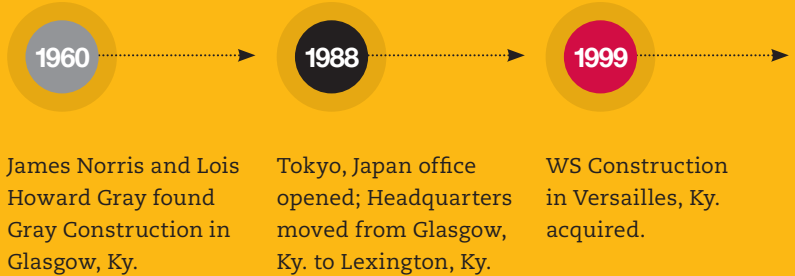 1960
James Norris and Lois
Howard Gray found
Gray Construction in
Glasgow, Ky.
1988
Tokyo, Japan office
opened; Headquarters
moved from Glasgow,
Ky. to Lexington, Ky.
1999
WS Construction
in Versailles, Ky.
acquired.